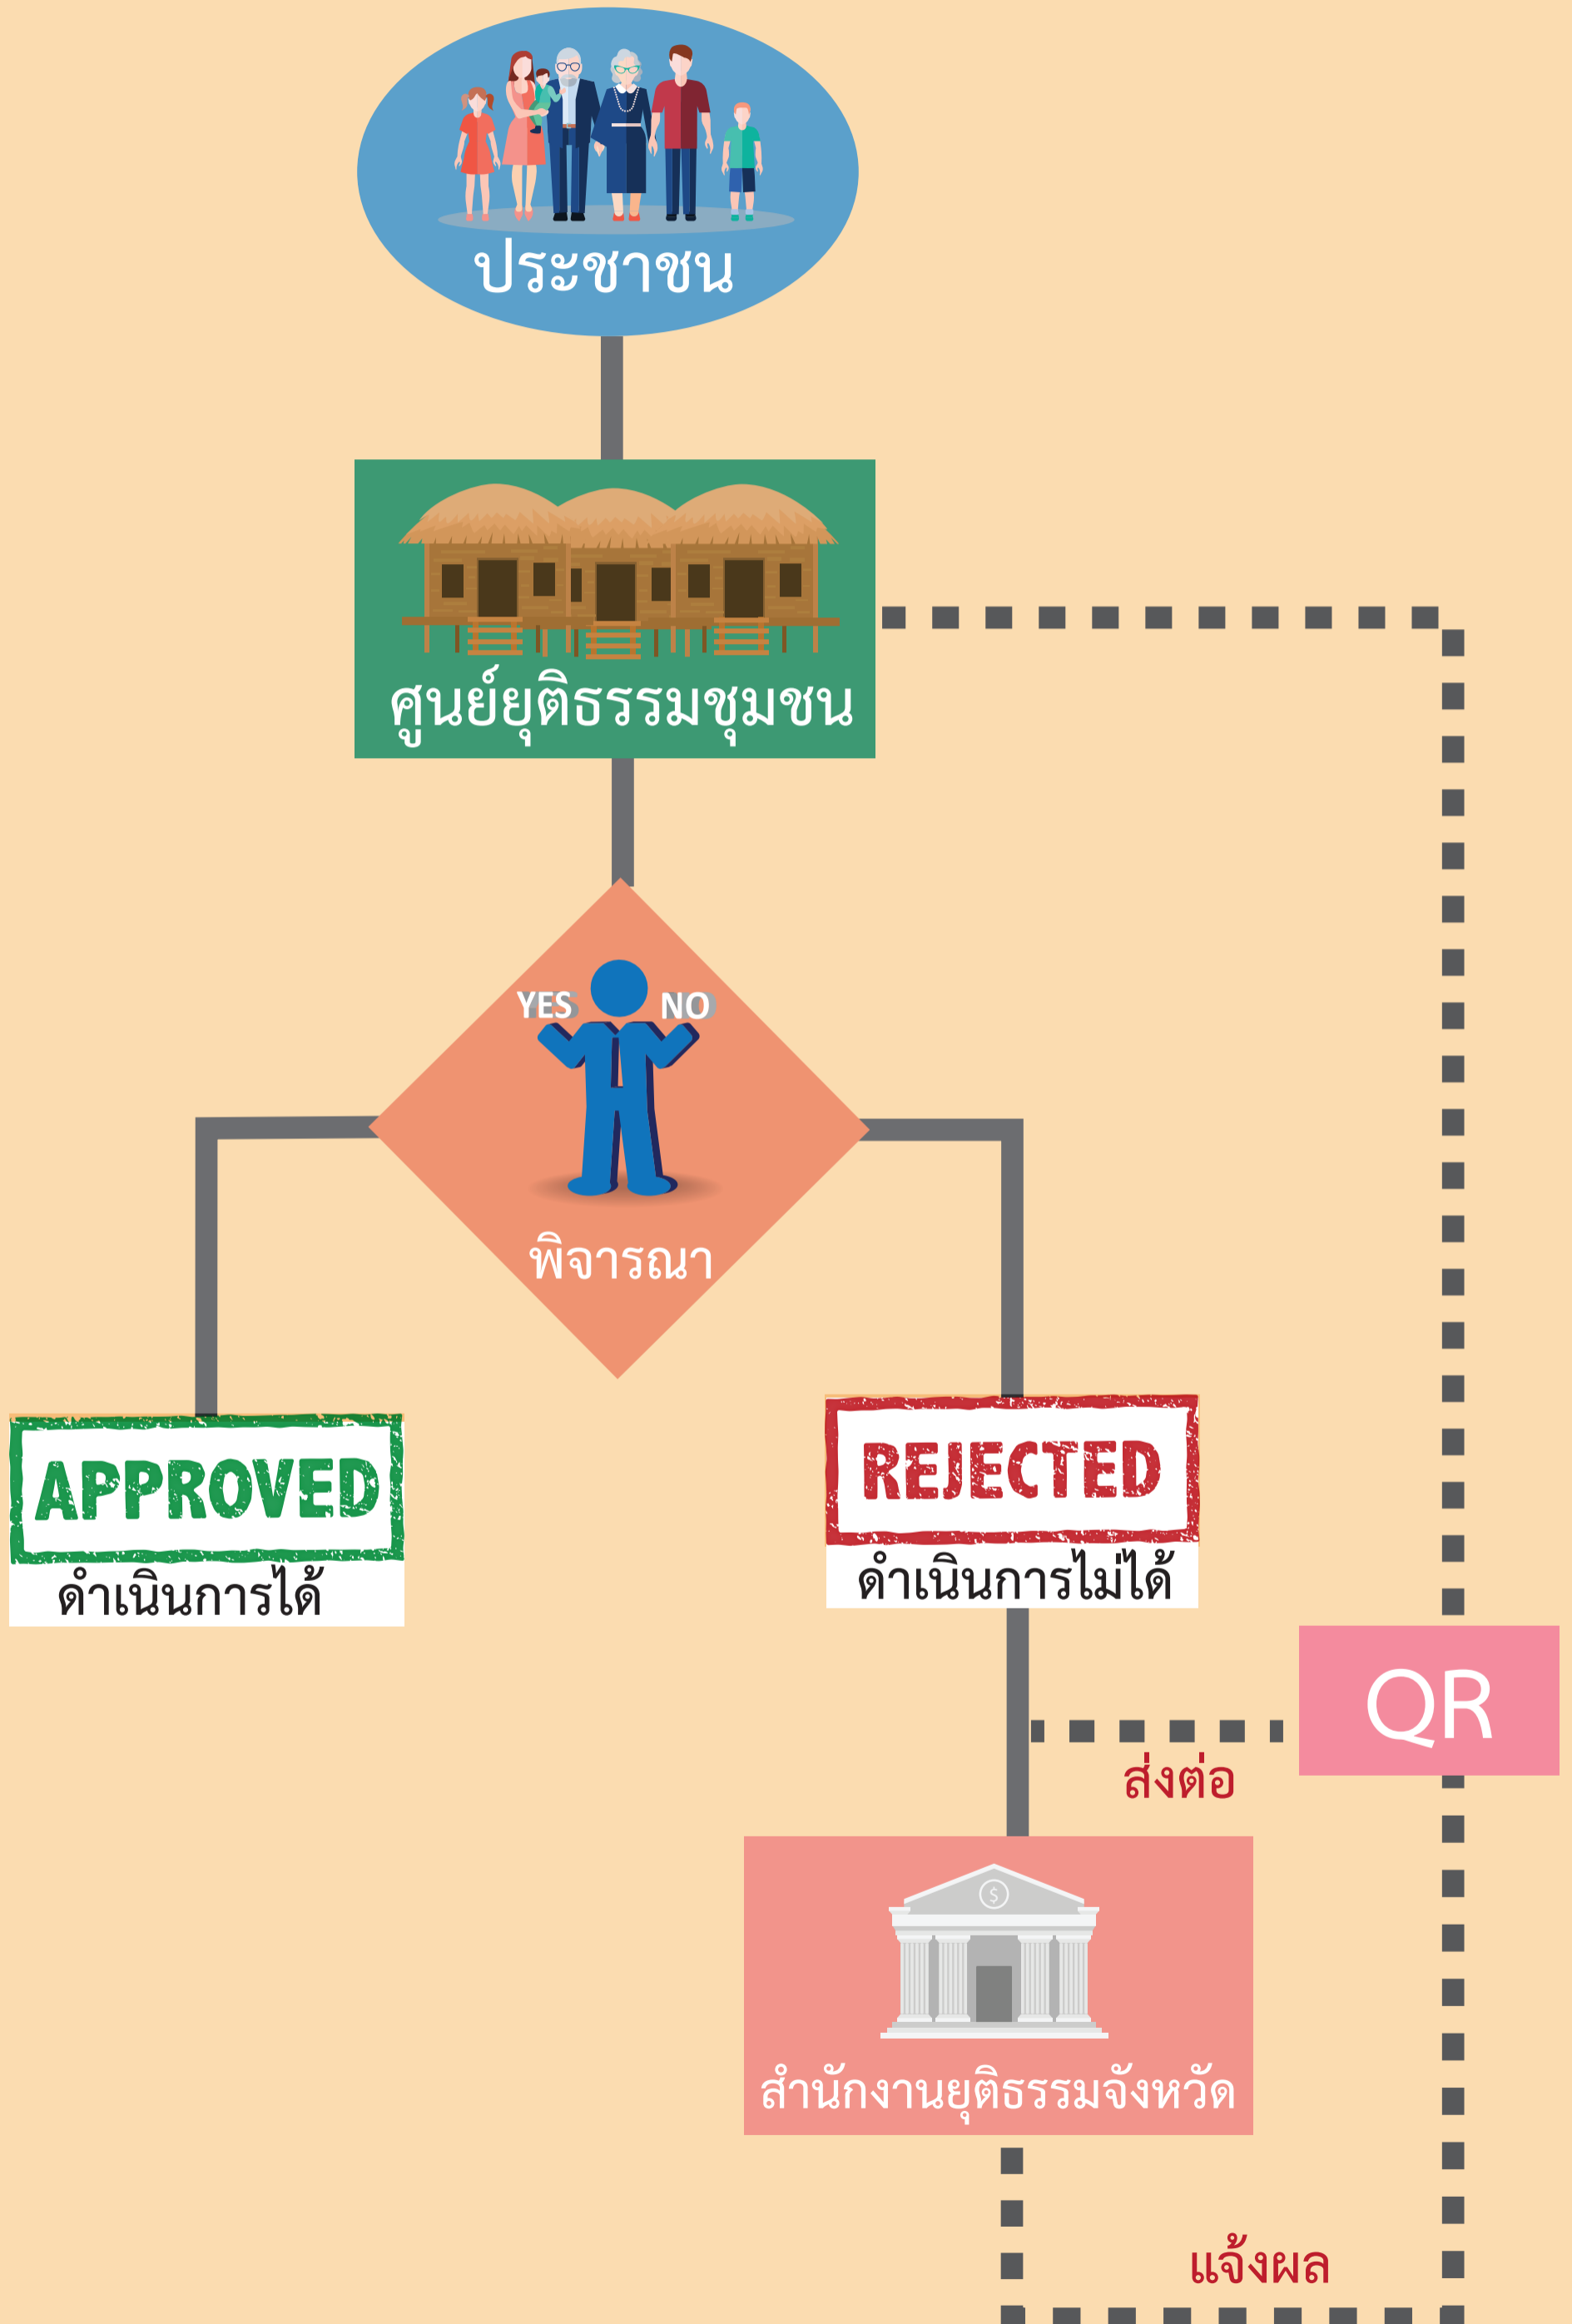 ประชาชน
ศูนย์ยุติธรรมชุมชน
YES NO
พิจารณา
APPROVED
ดำเนินการได้
REJECTED
ดำเนินการไม่ได้
QR
ส่งต่อ
$
สำนักงานยุติธรรมจังหวัด
แจ้งผล